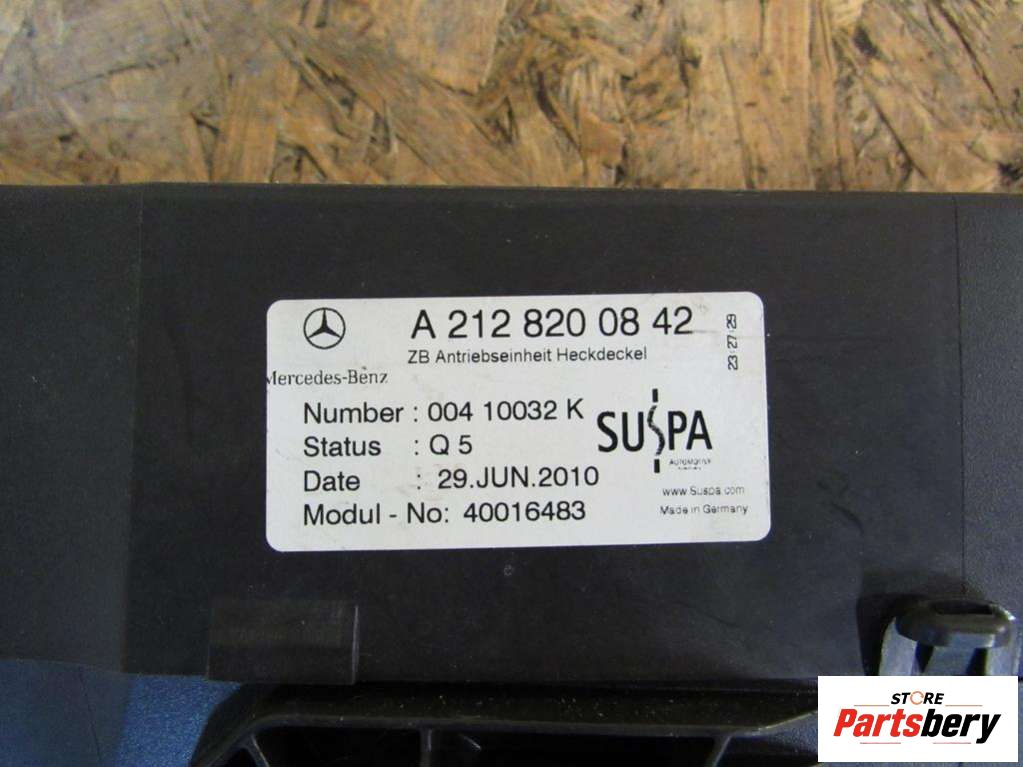 A 212 820 08 42
ZB Antriebseinheit Heckdeckel
23:27:29
Mercedes-Benz
Number : 004 10032 K
Status : Q 5
Date : 29.JUN.2010
Modul - No: 40016483
SUSPA
AUTOMOTIVE
www.Suspa.com
Made in Germany
STORE
Partsbery